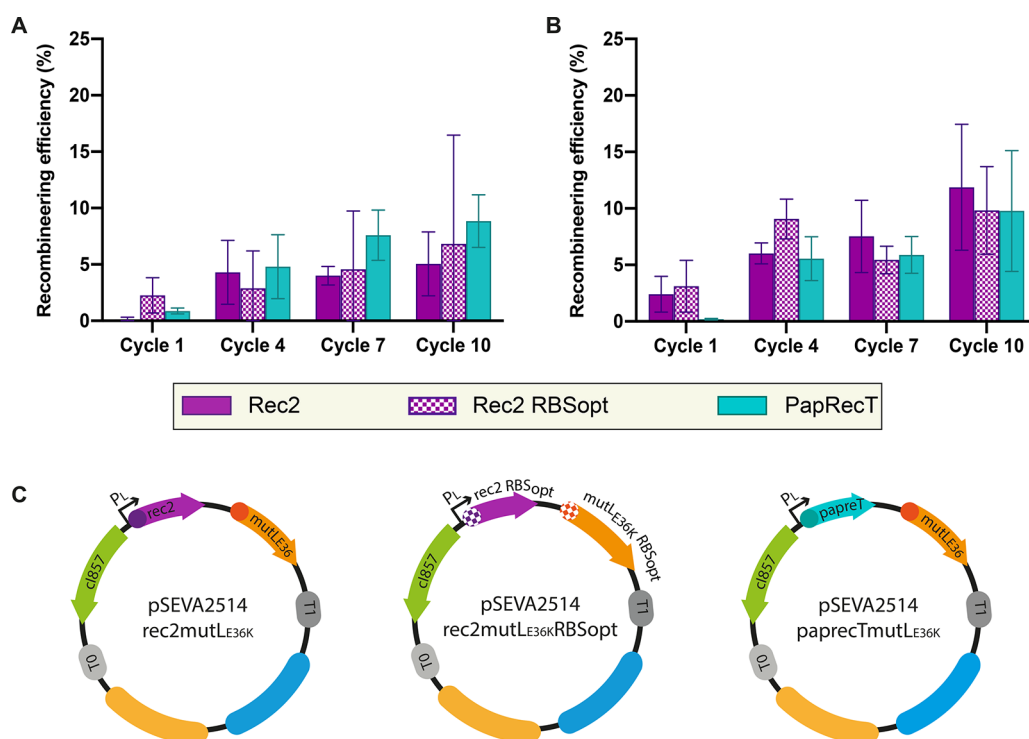 A
Recombineering efficiency (%)
25
20
15
10
5
0
Cycle 1 Cycle 4 Cycle 7 Cycle 10
B
Recombineering efficiency (%)
25
20
15
10
5
0
Cycle 1 Cycle 4 Cycle 7 Cycle 10
Rec2 Rec2 RBSopt PapRecT
C
PL
rec2
mutLE36
cI857
T1
T0
pSEVA2514
rec2mutLE36K
PL
rec2 RBSopt
mutLE36K RBSopt
cI857
T1
T0
pSEVA2514
rec2mutLE36KRBSopt
PL
papreT
mutLE36
cI857
T1
T0
pSEVA2514
paprecTmutLE36K